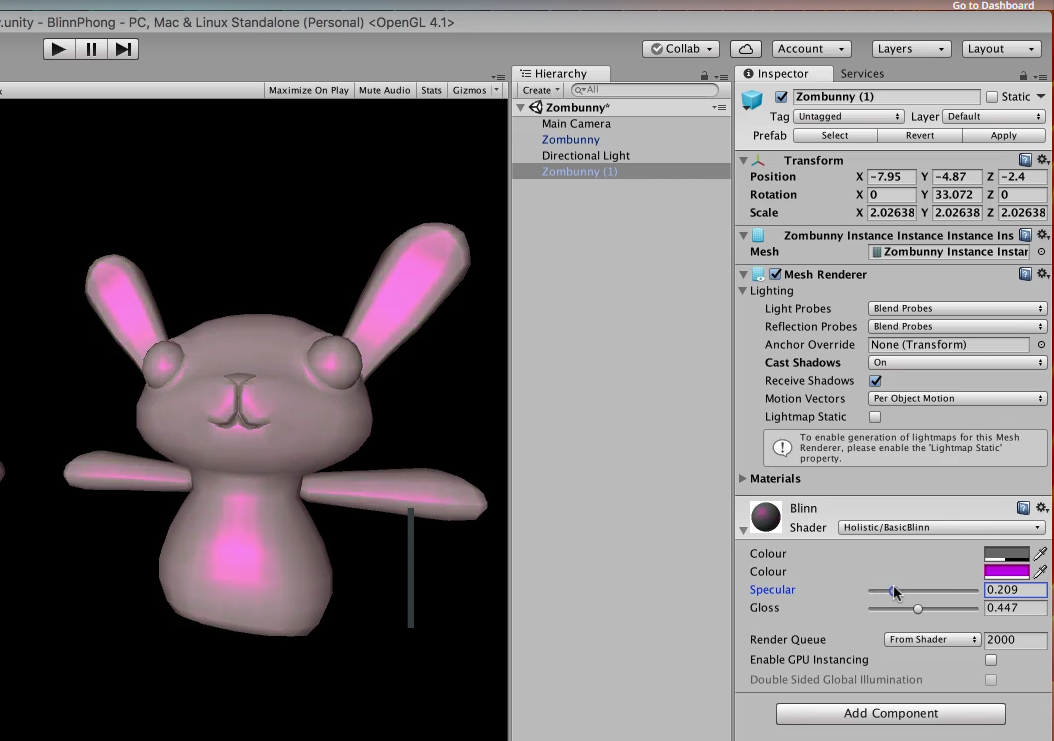 Go to Dashboard
.unity - BlinnPhong - PC, Mac & Linux Standalone (Personal) <OpenGL 4.1>
Collab Account Layers Layout
Hierarchy Inspector Services
Maximize On Play Mute Audio Stats Gizmos Create All
Zombunny (1) Static
Zombunny*
Tag Untagged Layer Default
Main Camera
Prefab Select Revert Apply
Zombunny
Directional Light
Transform
Zombunny (1)
Position X -7.95 Y -4.87 Z -2.4
Rotation X 0 Y 33.072 Z 0
Scale X 2.02638 Y 2.02638 Z 2.02638
Zombunny Instance Instance Instance Ins
Mesh Zombunny Instance Instar
Mesh Renderer
Lighting
Light Probes Blend Probes
Reflection Probes Blend Probes
Anchor Override None (Transform)
Cast Shadows On
Receive Shadows
Motion Vectors Per Object Motion
Lightmap Static
To enable generation of lightmaps for this Mesh
Renderer, please enable the 'Lightmap Static'
property.
Materials
Blinn
Shader Holistic/BasicBlinn
Colour
Colour
Specular 0.209
Gloss 0.447
Render Queue From Shader 2000
Enable GPU Instancing
Double Sided Global Illumination
Add Component